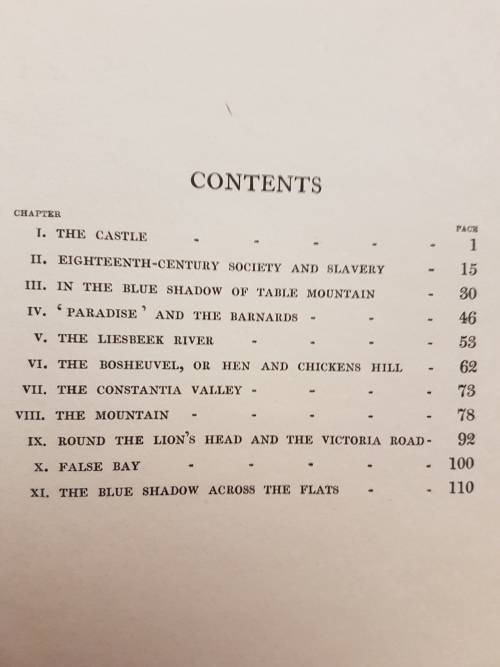 CONTENTS
CHAPTER PAGE
I. THE CASTLE - - - - - 1
II. EIGHTEENTH-CENTURY SOCIETY AND SLAVERY - 15
III. IN THE BLUE SHADOW OF TABLE MOUNTAIN - 30
IV. ‘PARADISE’ AND THE BARNARDS - - - 46
V. THE LIESBEEK RIVER - - - - 53
VI. THE BOSHEUVEL, OR HEN AND CHICKENS HILL - 62
VII. THE CONSTANTIA VALLEY - - - - 73
VIII. THE MOUNTAIN - - - - - 78
IX. ROUND THE LION'S HEAD AND THE VICTORIA ROAD - 92
X. FALSE BAY - - - - - 100
XI. THE BLUE SHADOW ACROSS THE FLATS - - 110